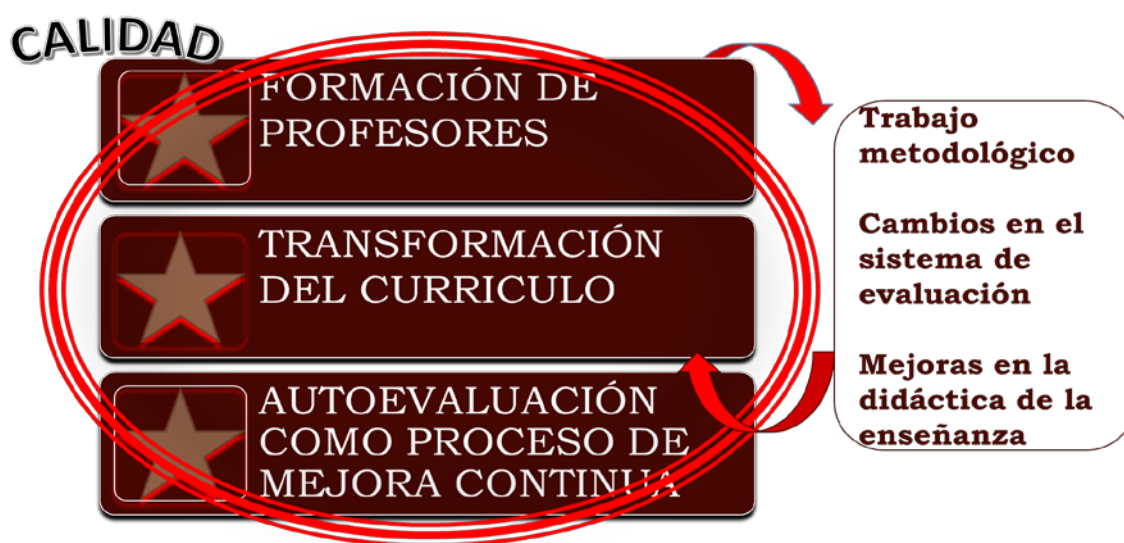 CALIDAD
FORMACIÓN DE
PROFESORES
TRANSFORMACIÓN
DEL CURRICULO
AUTOEVALUACIÓN
COMO PROCESO DE
MEJORA CONTINUA
Trabajo
metodológico
Cambios en el
sistema de
evaluación
Mejoras en la
didáctica de la
enseñanza